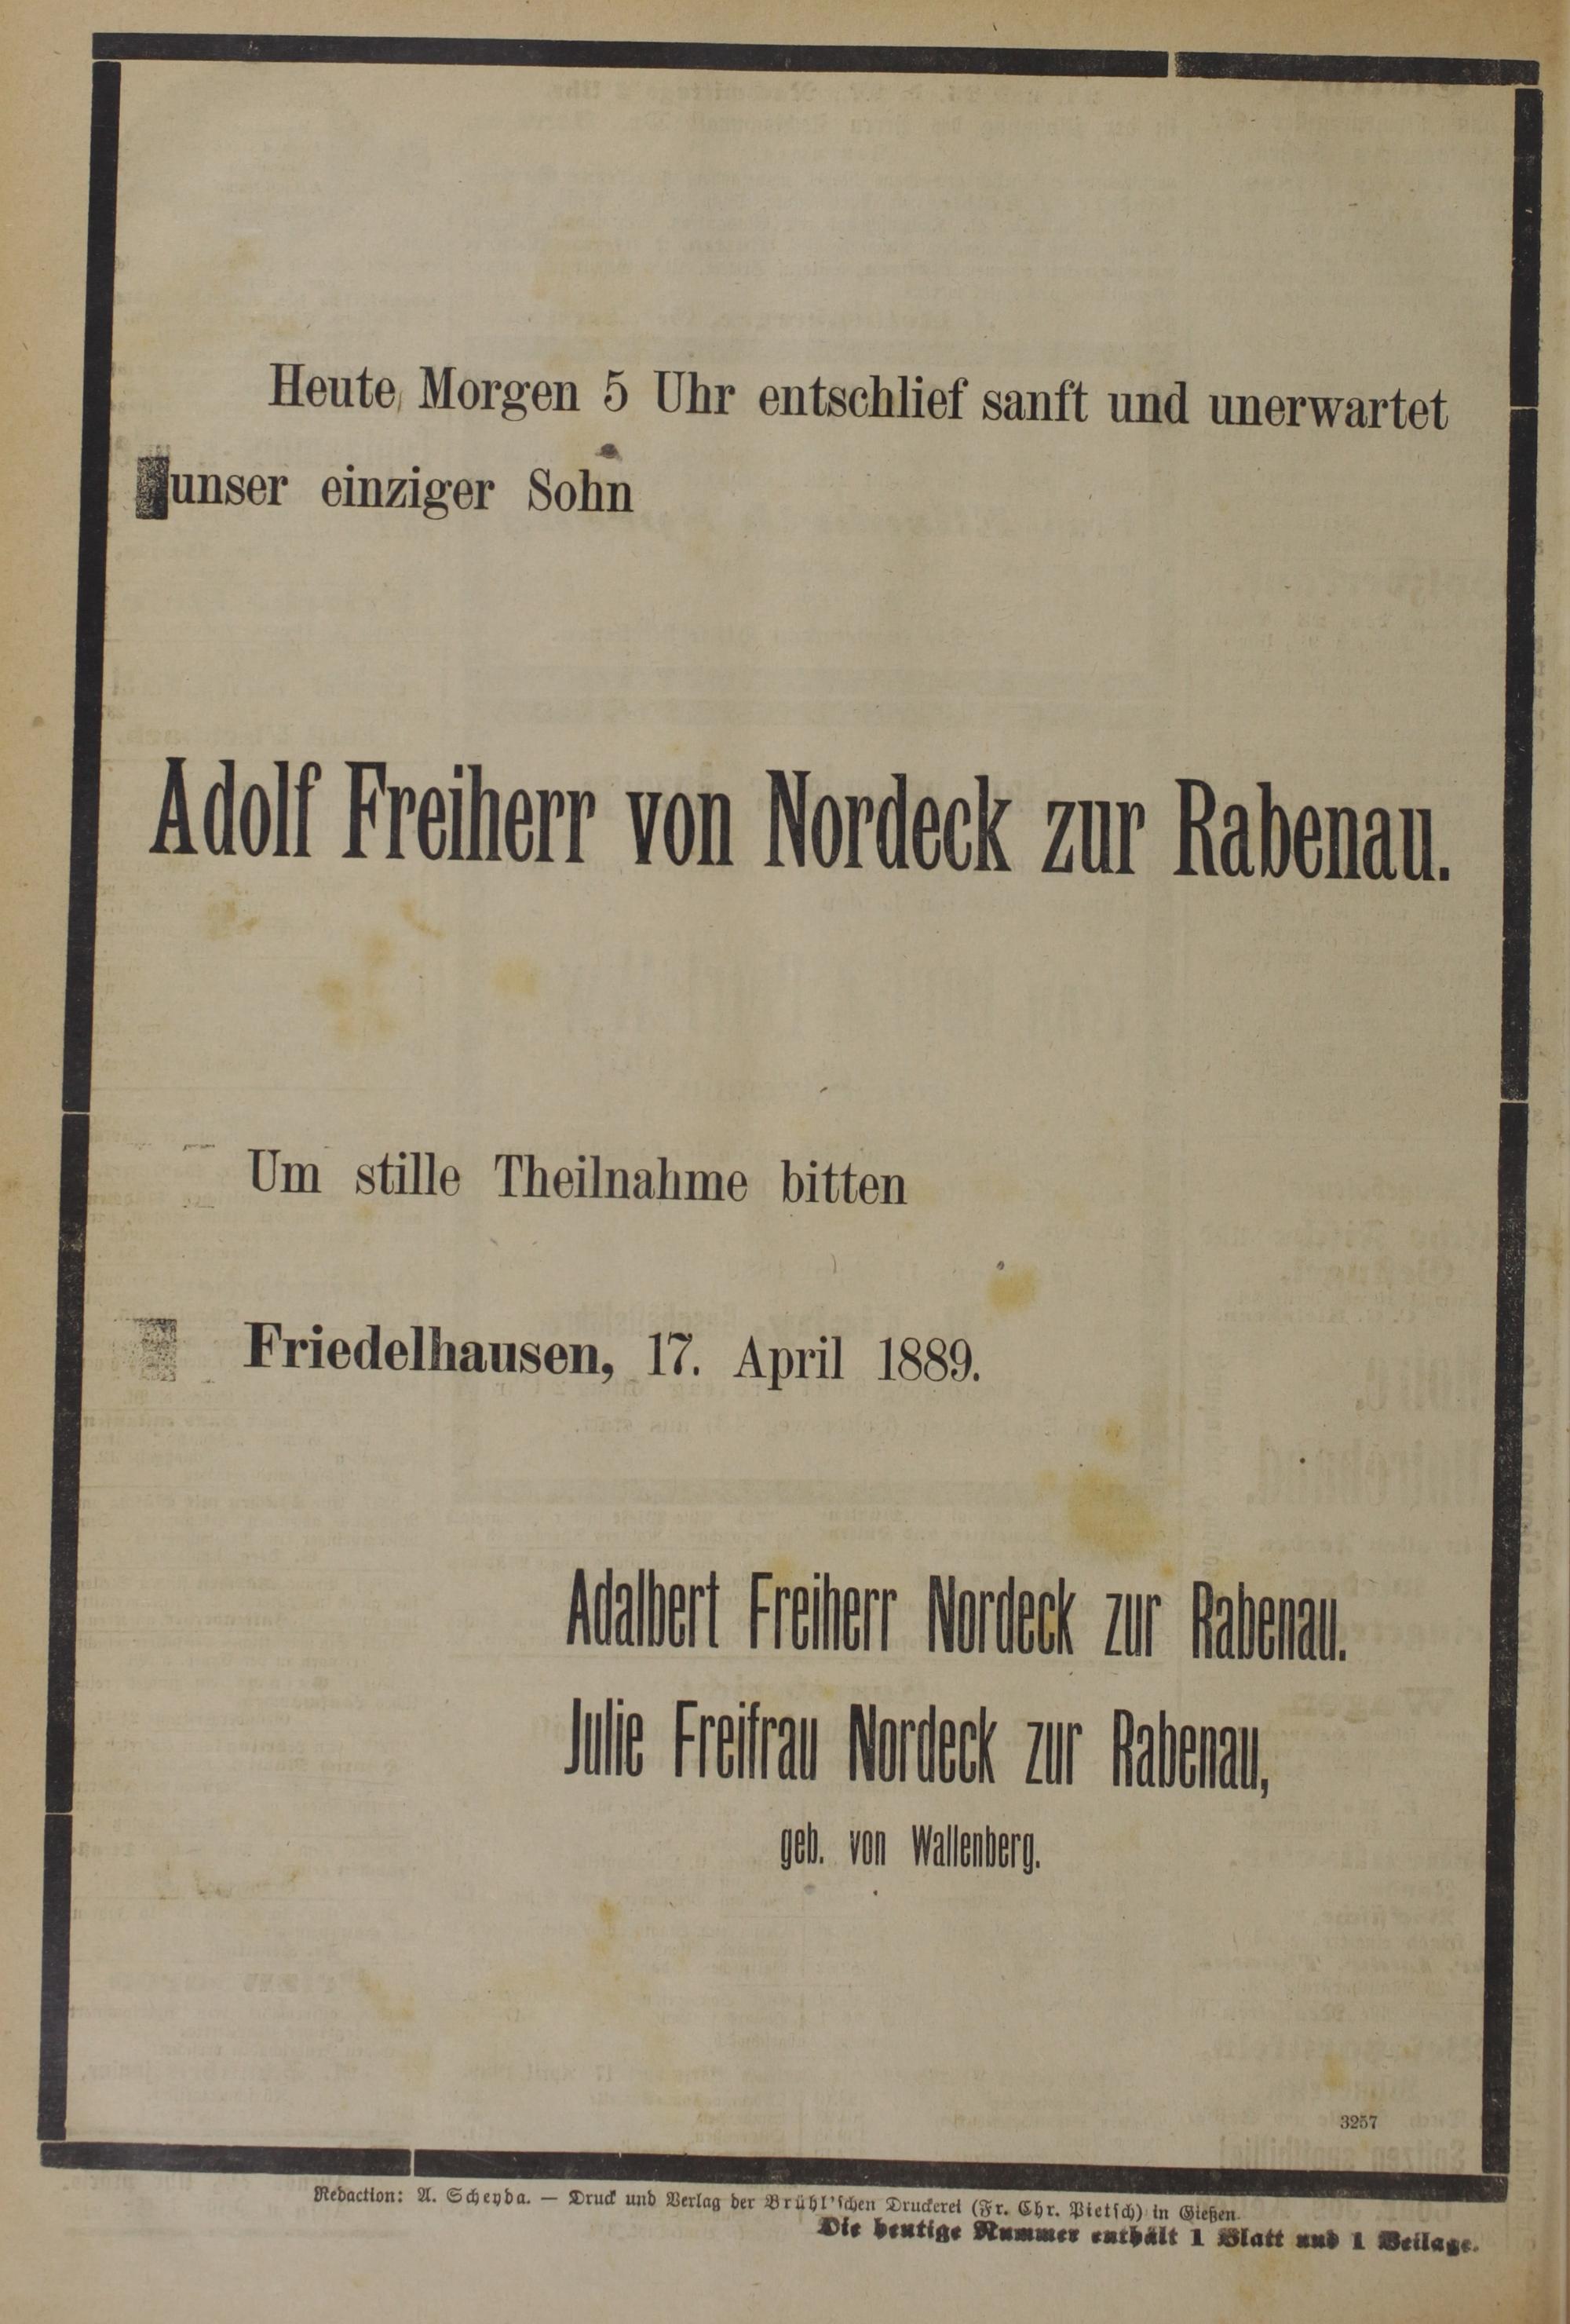 Heute Morgen 5 Uhr entschlief sanft und unerwartet
unser einziger Sohn
Adolf Freiherr von Nordeck zur Rabenau.
Um stille Theilnahme bitten
Friedelhausen, 17. April 1889.
Adalbert Freiherr Nordeck zur Rabenau.
Julie Freifrau Nordeck zur Rabenau,
geb. von Wallenberg.
3257
Redaction: A. Scheyda. — Druck und Verlag der Brühl'schen Druckerei (Fr. Chr. Pietsch) in Gießen.
Die heutige Nummer enthält 1 Blatt und 1 Beilage.